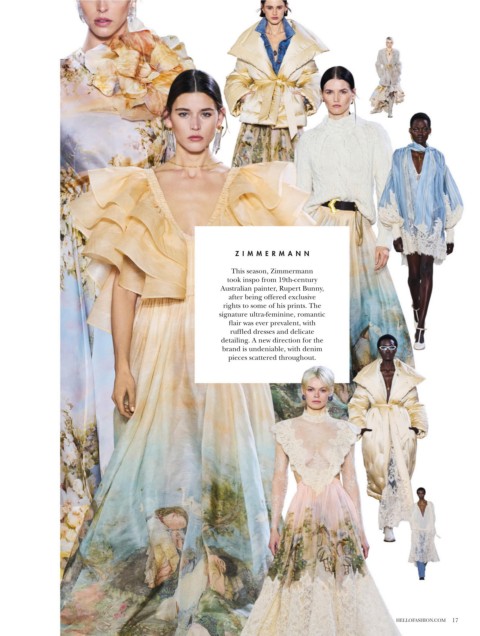 ZIMMERMANN
This season, Zimmermann
took inspo from 19th-century
Australian painter, Rupert Bunny,
after being offered exclusive
rights to some of his prints. The
signature ultra-feminine, romantic
flair was ever prevalent, with
ruffled dresses and delicate
detailing. A new direction for the
brand is undeniable, with denim
pieces scattered throughout.
HELLOFASHION.COM 17